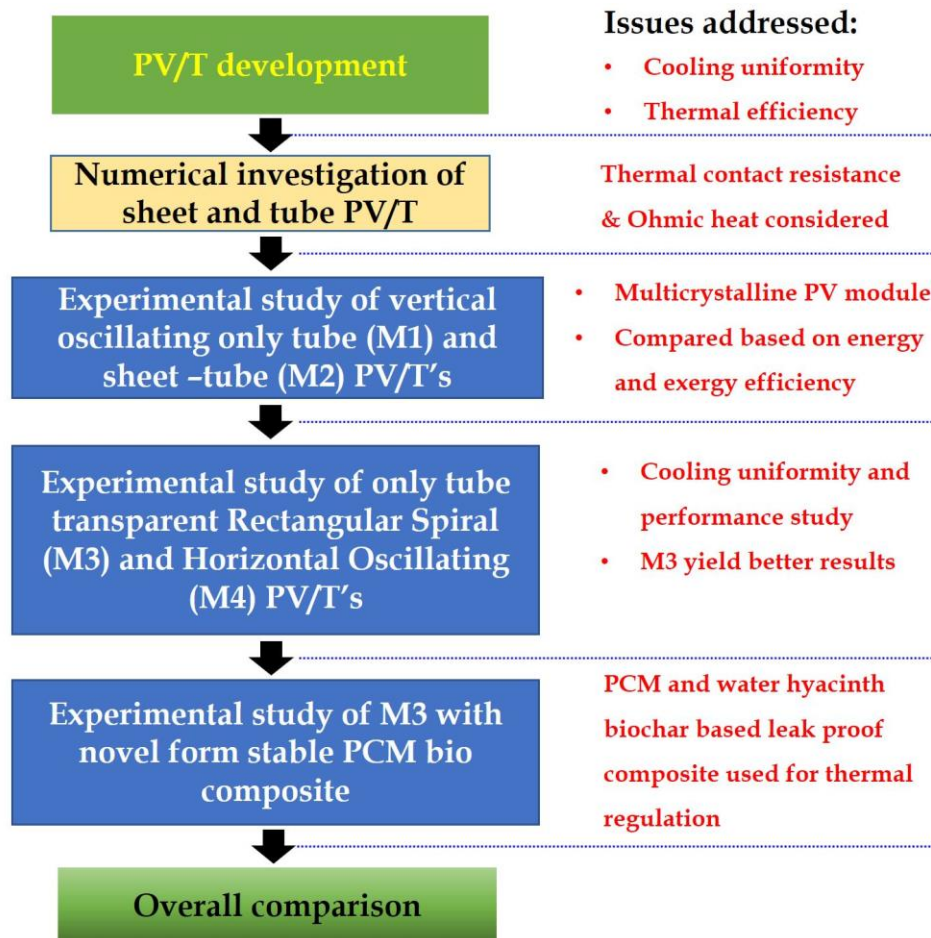 PV/T development
Issues addressed:
• Cooling uniformity
• Thermal efficiency
Numerical investigation of
sheet and tube PV/T
Thermal contact resistance
& Ohmic heat considered
Experimental study of vertical
oscillating only tube (M1) and
sheet –tube (M2) PV/T's
• Multicrystalline PV module
• Compared based on energy
and exergy efficiency
Experimental study of only tube
transparent Rectangular Spiral
(M3) and Horizontal Oscillating
(M4) PV/T's
• Cooling uniformity and
performance study
• M3 yield better results
Experimental study of M3 with
novel form stable PCM bio
composite
PCM and water hyacinth
biochar based leak proof
composite used for thermal
regulation
Overall comparison